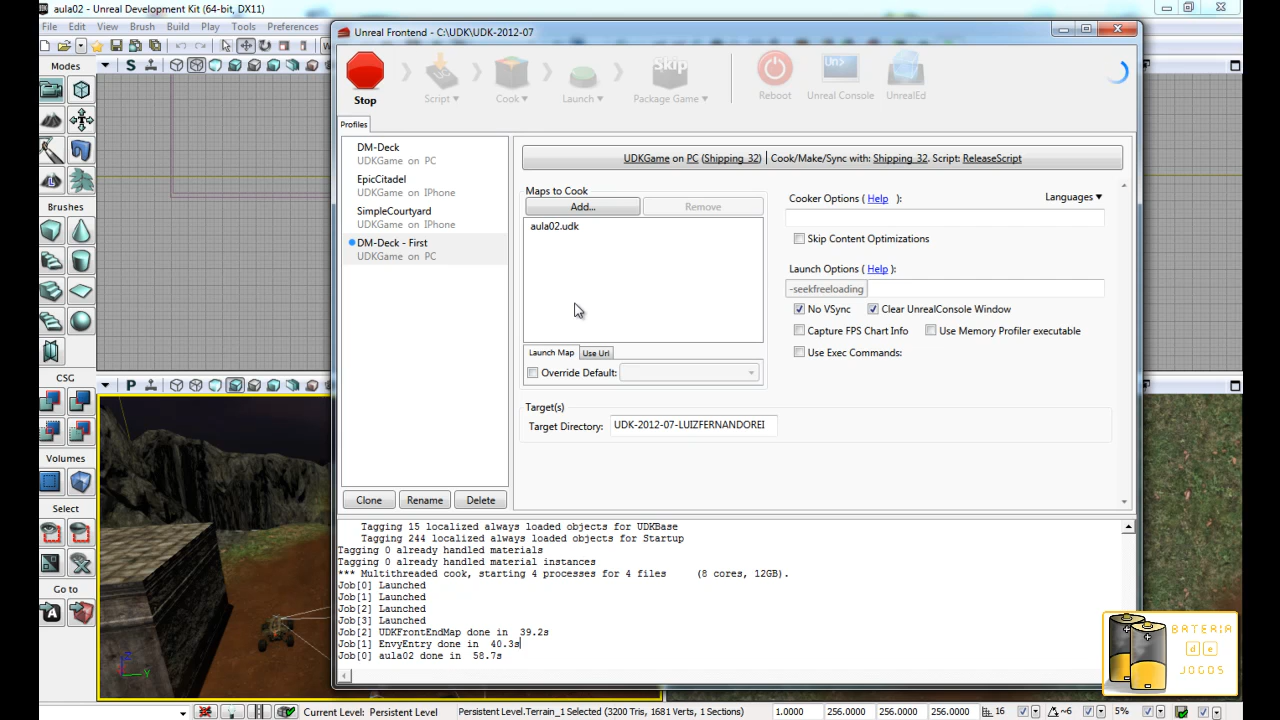 aula02 - Unreal Development Kit (64-bit, DX11)
File Edit View Brush Build Play Tools Preferences
Modes
Brushes
CSG
Volumes
Select
Go to
Unreal Frontend - C:\UDK\UDK-2012-07
Stop
Script
Cook
Launch
Skip
Package Game
Reboot
Un>
Unreal Console
UnrealEd
Profiles
DM-Deck
UDKGame on PC
EpicCitadel
UDKGame on IPhone
SimpleCourtyard
UDKGame on IPhone
DM-Deck - First
UDKGame on PC
Clone Rename Delete
UDKGame on PC (Shipping_32) | Cook/Make/Sync with: Shipping_32. Script: ReleaseScript
Maps to Cook
Add... Remove
aula02.udk
Launch Map Use Url
Override Default:
Cooker Options ( Help ):
Languages
Skip Content Optimizations
Launch Options ( Help ):
-seekfreeloading
No VSync Clear UnrealConsole Window
Capture FPS Chart Info Use Memory Profiler executable
Use Exec Commands:
Target(s)
Target Directory: UDK-2012-07-LUIZFERNANDOREI
Tagging 15 localized always loaded objects for UDKBase
Tagging 244 localized always loaded objects for Startup
Tagging 0 already handled materials
Tagging 0 already handled material instances
*** Multithreaded cook, starting 4 processes for 4 files (8 cores, 12GB).
Job[0] Launched
Job[1] Launched
Job[2] Launched
Job[3] Launched
Job[2] UDKFrontEndMap done in 39.2s
Job[1] EnvyEntry done in 40.3s
Job[0] aula02 done in 58.7s
BATERIA
de
JOGOS
Current Level: Persistent Level Persistent Level.Terrain_1 Selected (3200 Tris, 1681 Verts, 1 Sections) 1.0000 256.0000 256.0000 256.0000 16 ~6 5%